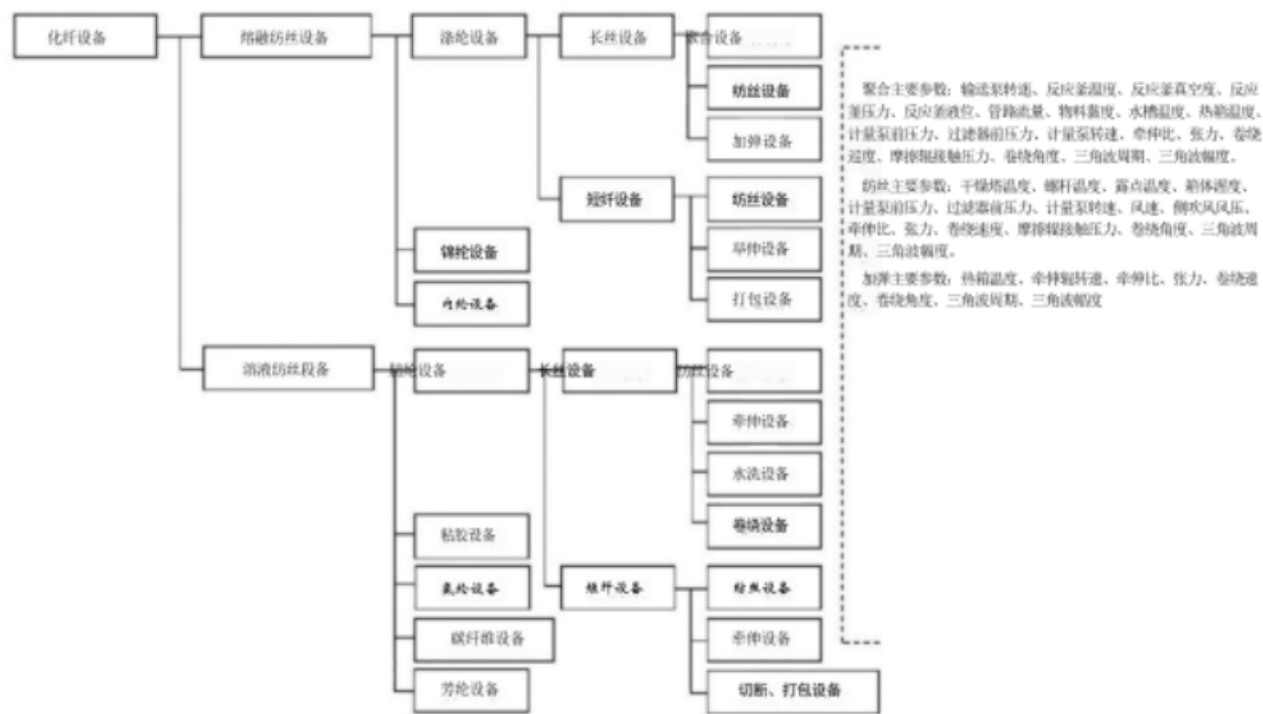 化纤设备
熔融纺丝设备
涤纶设备
长丝设备
聚合设备
纺丝设备
加弹设备
短纤设备
纺丝设备
牵伸设备
打包设备
锦纶设备
丙纶设备
溶液纺丝段备
纶设备
长丝设备
纺丝设备
牵伸设备
水洗设备
卷绕设备
粘胶设备
氨纶设备
碳纤维设备
芳纶设备
短纤设备
纺丝设备
牵伸设备
切断、打包设备
聚合主要参数：输送泵转速、反应釜温度、反应釜真空度、反应
釜压力、反应釜液位、管路流量、物料黏度、水槽温度、热箱温度、
计量泵前压力、过滤器前压力、计量泵转速、牵伸比、张力、卷绕
速度、摩擦辊接触压力、卷绕角度、三角波周期、三角波幅度。
纺丝主要参数：干燥塔温度、螺杆温度、露点温度、箱体温度、
计量泵前压力、过滤器前压力、计量泵转速、风速、侧吹风风压、
牵伸比、张力、卷绕速度、摩擦辊接触压力、卷绕角度、三角波周
期、三角波幅度。
加弹主要参数：热箱温度、牵伸辊转速、牵伸比、张力、卷绕速
度、卷绕角度、三角波周期、三角波幅度